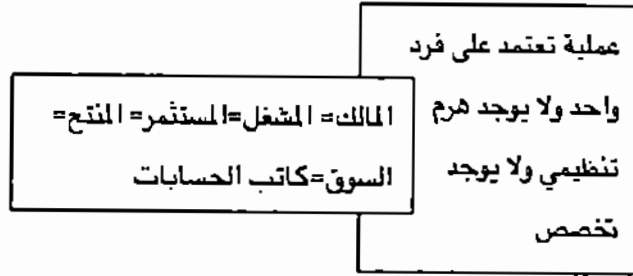 عملية تعتمد على فرد
واحد ولا يوجد هرم
تنظيمي ولا يوجد
تخصص
المالك= المشغل=المستثمر= المنتج=
السوق=كاتب الحسابات